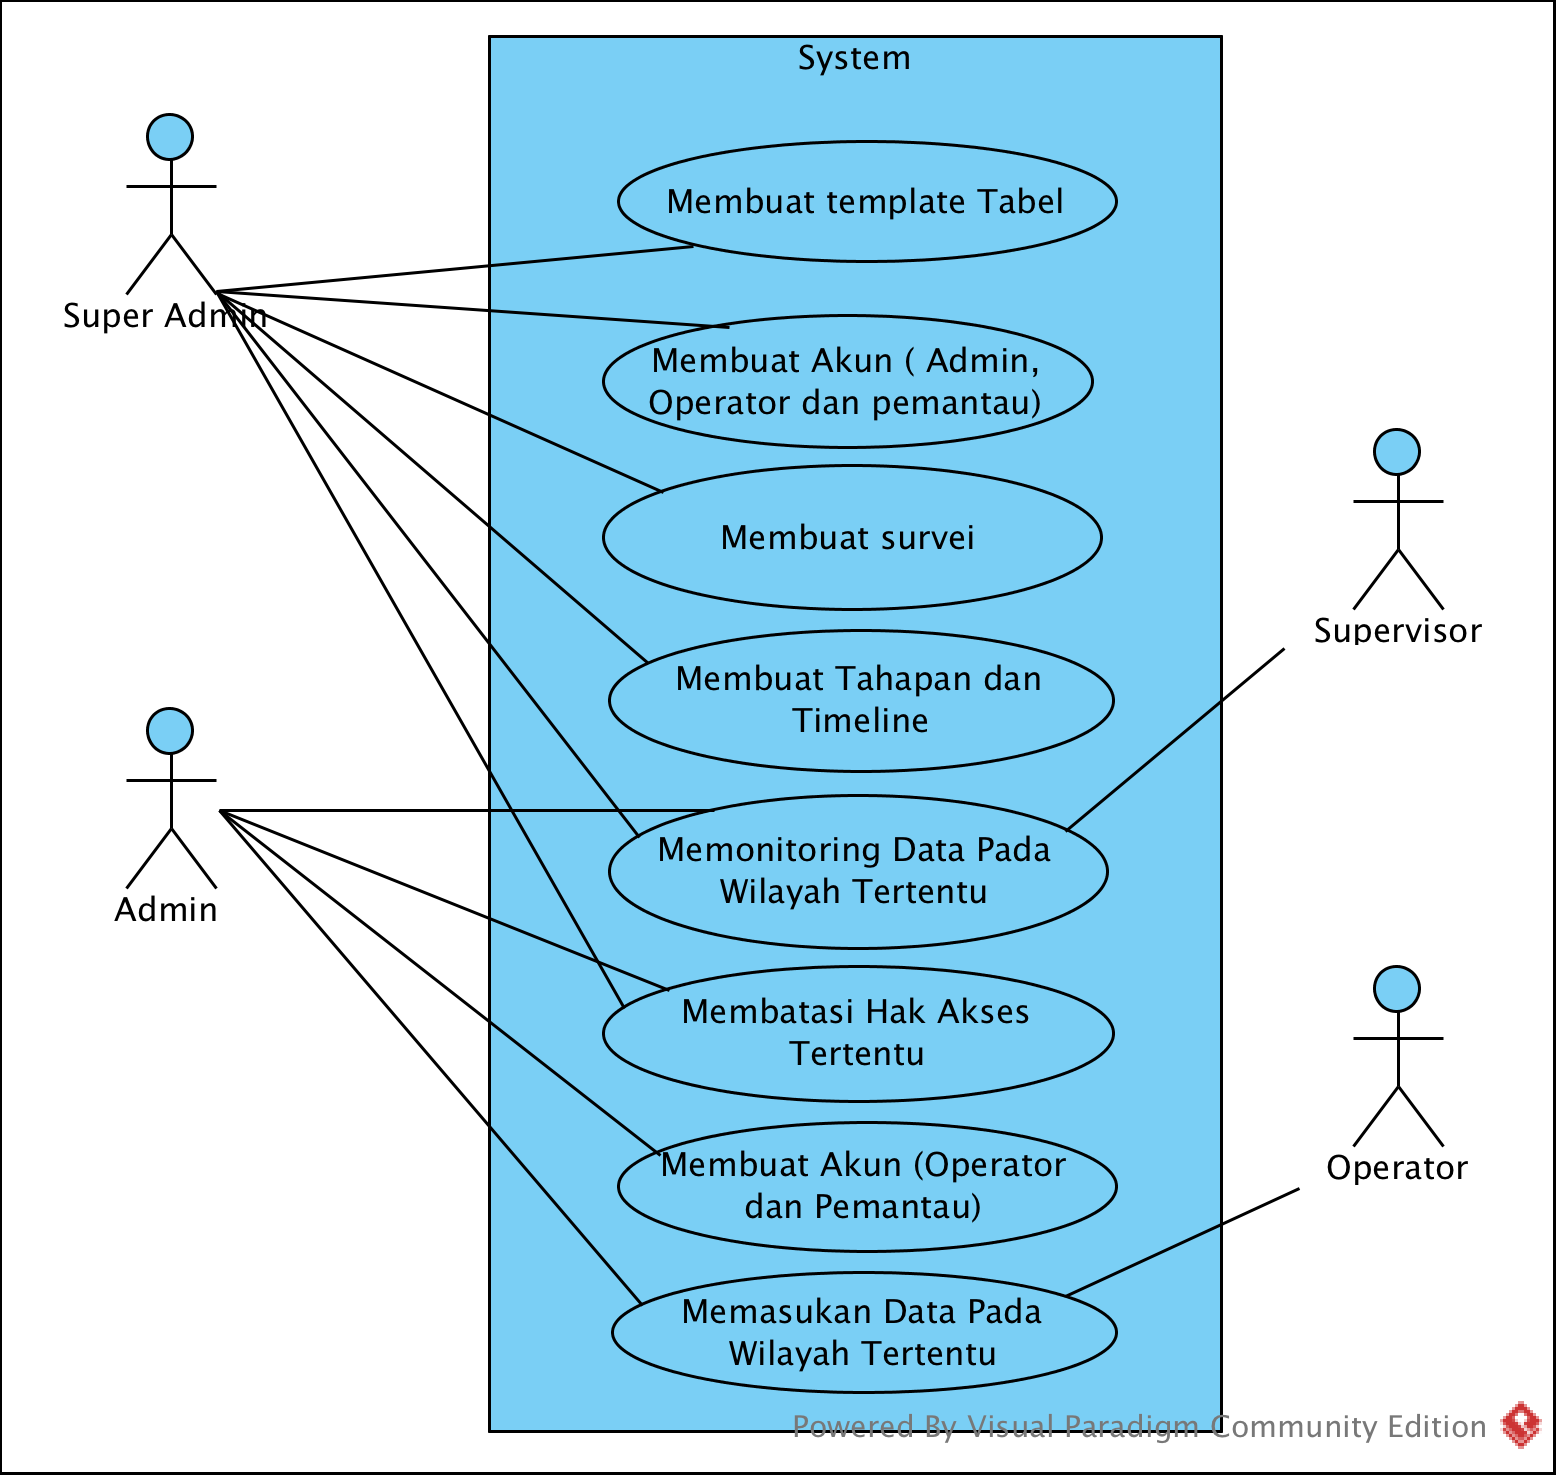 System
Membuat template Tabel
Super Admin
Membuat Akun ( Admin,
Operator dan pemantau)
Membuat survei
Supervisor
Membuat Tahapan dan
Timeline
Admin
Memonitoring Data Pada
Wilayah Tertentu
Membatasi Hak Akses
Tertentu
Operator
Membuat Akun (Operator
dan Pemantau)
Memasukan Data Pada
Wilayah Tertentu
Powered By Visual Paradigm Community Edition